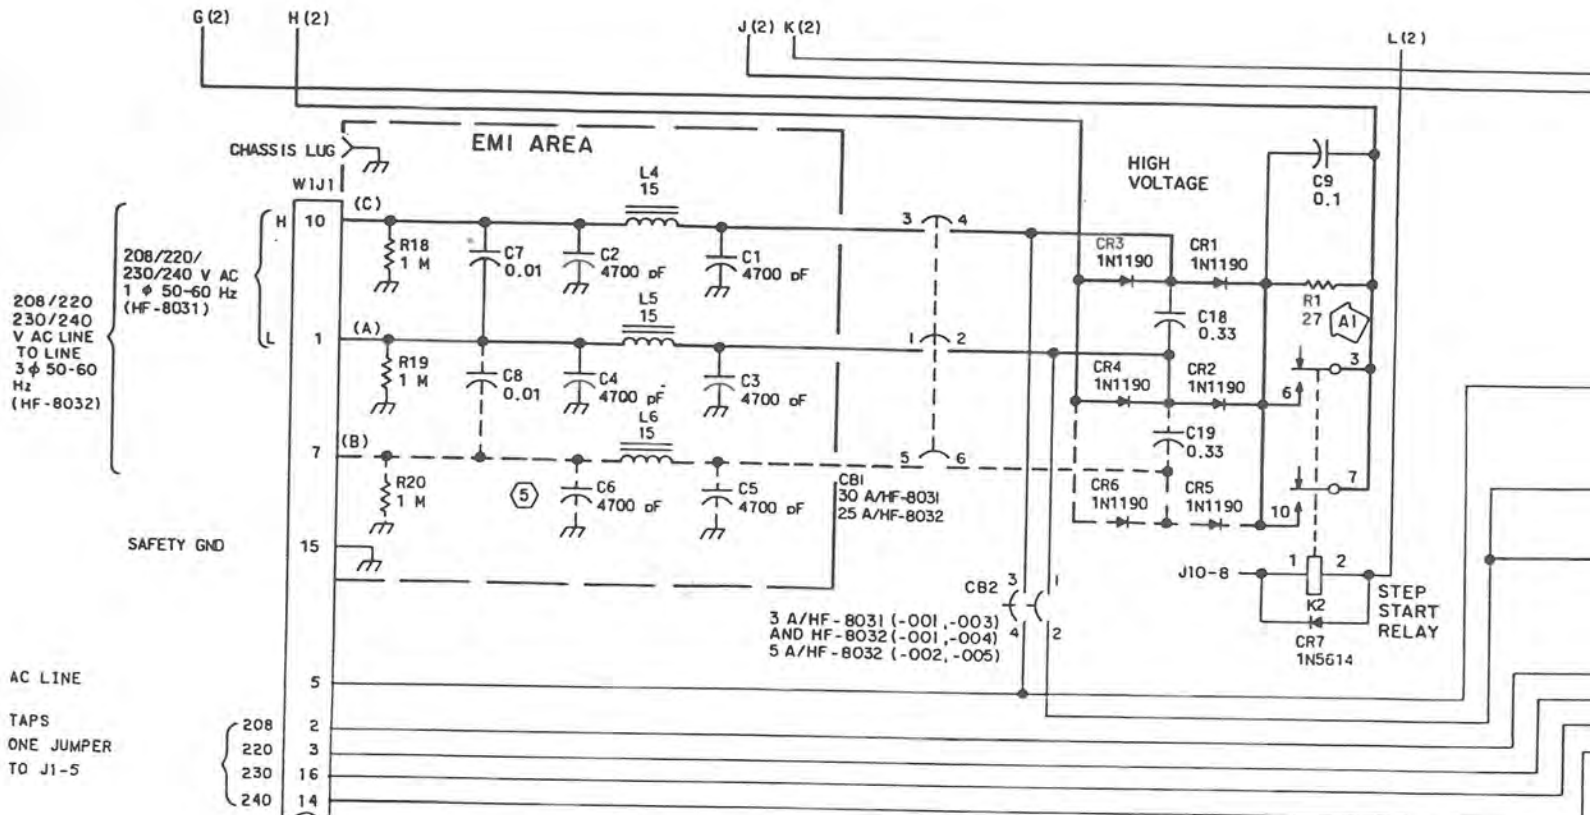 G(2) H(2) J(2) K(2) L(2)
CHASSIS LUG
EMI AREA
HIGH
VOLTAGE
C9
0.1
W1J1
L4
15
H 10 (C)
3 4
R18
1 M
C7
0.01
C2
4700 pF
C1
4700 pF
CR3
1N1190
CR1
1N1190
208/220/
230/240 V AC
1 ϕ 50-60 Hz
(HF-8031)
208/220
230/240
V AC LINE
TO LINE
3 ϕ 50-60
Hz
(HF-8032)
R1
27
A1
C18
0.33
L5
15
L 1 (A)
1 2
R19
1 M
C8
0.01
C4
4700 pF
C3
4700 pF
CR4
1N1190
CR2
1N1190
3
6
L6
15
7 (B)
5 6
C19
0.33
R20
1 M
5
C6
4700 pF
C5
4700 pF
CB1
30 A/HF-8031
25 A/HF-8032
CR6
1N1190
CR5
1N1190
7
10
SAFETY GND 15
J10-8 1 2
K2
STEP
START
RELAY
CR7
1N5614
CB2 3 1
4 2
3 A/HF-8031 (-001,-003)
AND HF-8032 (-001,-004)
5 A/HF-8032 (-002,-005)
AC LINE 5
TAPS
ONE JUMPER
TO J1-5
208 2
220 3
230 16
240 14